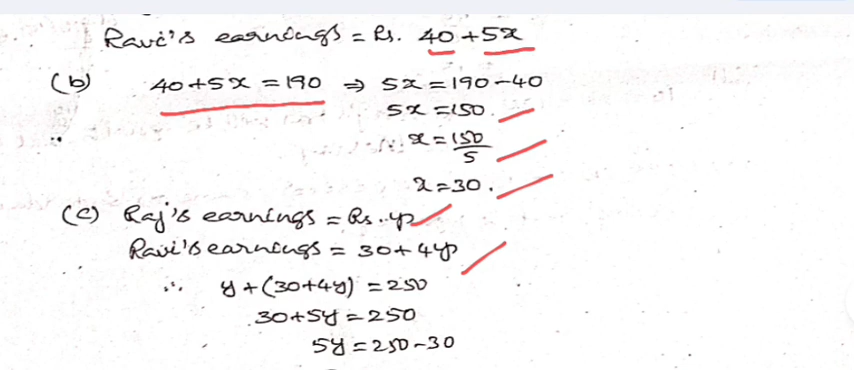 Ravi's earnings = Rs. 40 + 5x
(b) 40 + 5x = 190 ⇒ 5x = 190 - 40
5x = 150.
x = 150/5
x = 30.
(c) Raj's earnings = Rs. y
Ravi's earnings = 30 + 4y
∴ y + (30 + 4y) = 250
30 + 5y = 250
5y = 250 - 30